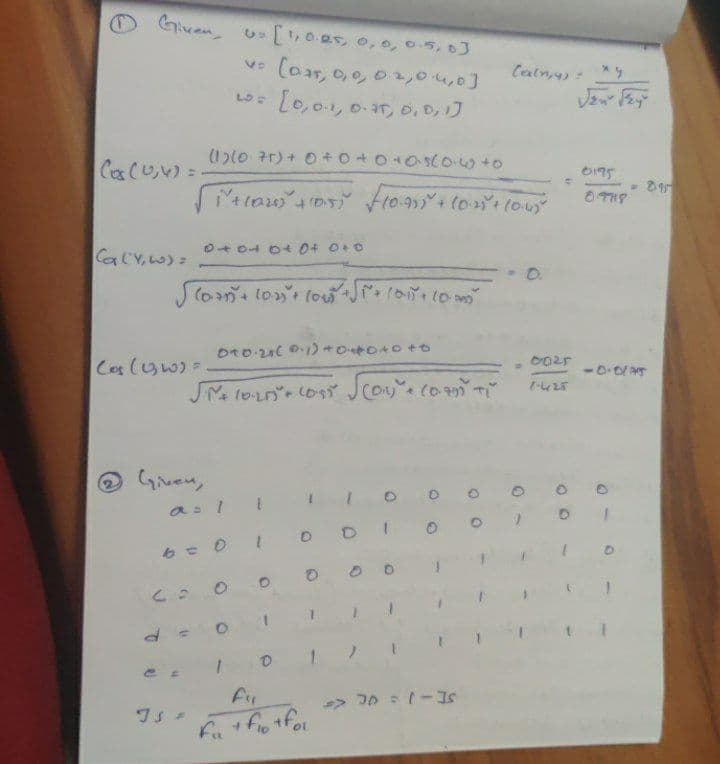 ① Given, u = [1, 0.25, 0, 0, 0.5, 0]
v = [0.75, 0, 0, 0.2, 0.4, 0] Cos(x,y) = xy / √Σx² √Σy²
w = [0, 0.1, 0.75, 0, 0, 1]
Cos(U,V) = (1)(0.75) + 0 + 0 + 0 + 0.5(0.4) + 0 / √1² + (0.25)² + (0.5)² √(0.75)² + (0.2)² + (0.4)² = = 0.95
Cos(V,W) = 0 + 0 + 0 + 0 + 0 + 0 / √(0.75)² + (0.2)² + (0.4)² + √1² + (0.1)² + (0.75)² = 0.
Cos(U,W) = 0 + 0.25(0.1) + 0 + 0 + 0 + 0 / √1² + (0.25)² + (0.5)² √(0.1)² + (0.75)² + 1² = 0.025 / 1.425 = 0.0175
② Given,
a = 1 1 1 1 0 0 0 0 0 0
b = 0 1 0 0 1 0 0 1 0 1
c = 0 0 0 0 0 1 1 1 1 0
d = 0 1 1 1 1 1 1 1 1 1
e = 1 0 1 1 1 1 1 1 1 1
Js = f11 / f11 + f10 + f01 => JD = 1 - Js